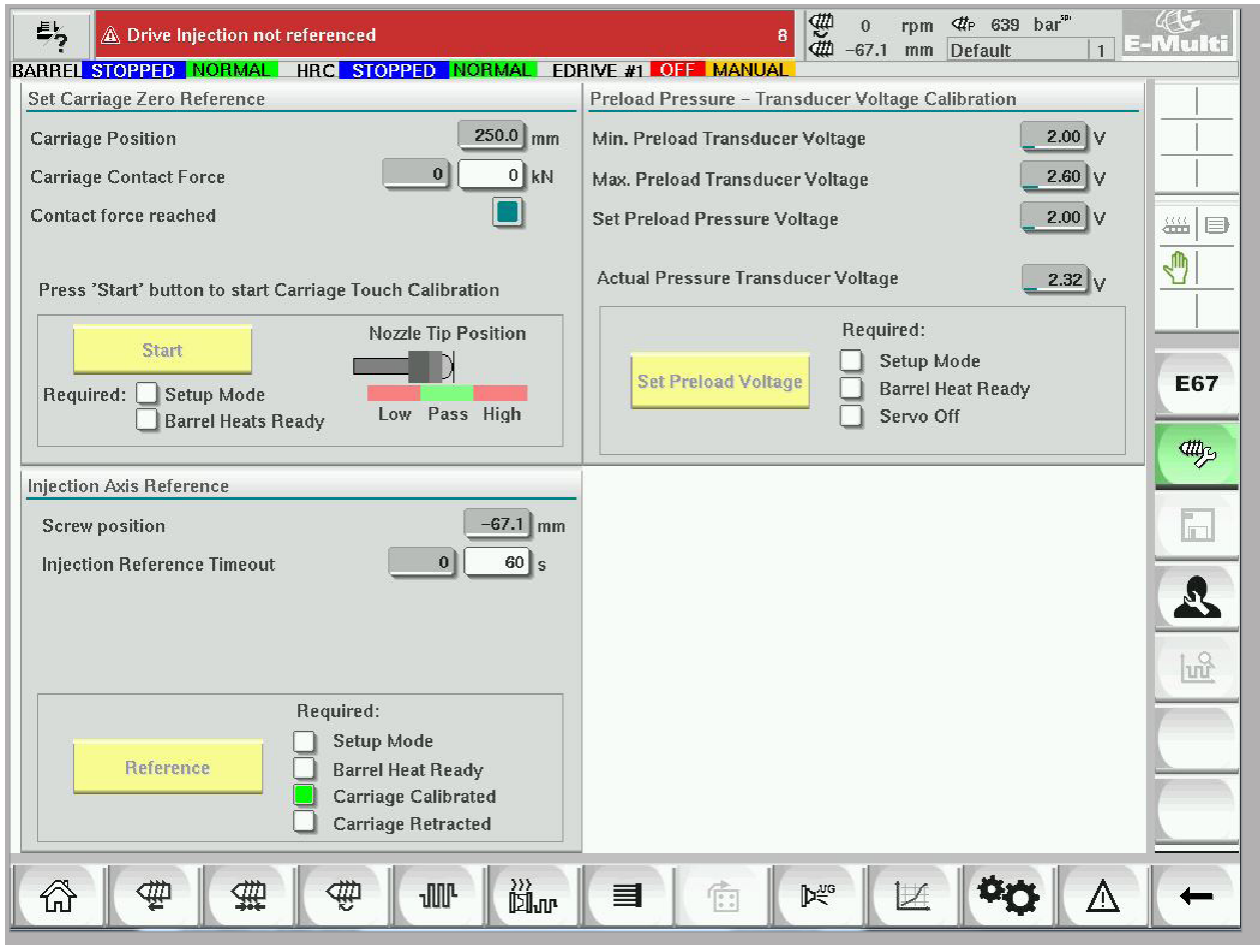 Drive Injection not referenced 8
0 rpm P 639 bar spi
-67.1 mm Default 1
E-Multi
BARREL STOPPED NORMAL HRC STOPPED NORMAL EDRIVE #1 OFF MANUAL
Set Carriage Zero Reference
Carriage Position 250.0 mm
Carriage Contact Force 0 0 kN
Contact force reached
Press 'Start' button to start Carriage Touch Calibration
Start
Nozzle Tip Position
Required: Setup Mode
Barrel Heats Ready
Low Pass High
Preload Pressure - Transducer Voltage Calibration
Min. Preload Transducer Voltage 2.00 V
Max. Preload Transducer Voltage 2.60 V
Set Preload Pressure Voltage 2.00 V
Actual Pressure Transducer Voltage 2.32 V
Set Preload Voltage
Required:
Setup Mode
Barrel Heat Ready
Servo Off
E67
Injection Axis Reference
Screw position -67.1 mm
Injection Reference Timeout 0 60 s
Reference
Required:
Setup Mode
Barrel Heat Ready
Carriage Calibrated
Carriage Retracted
UG